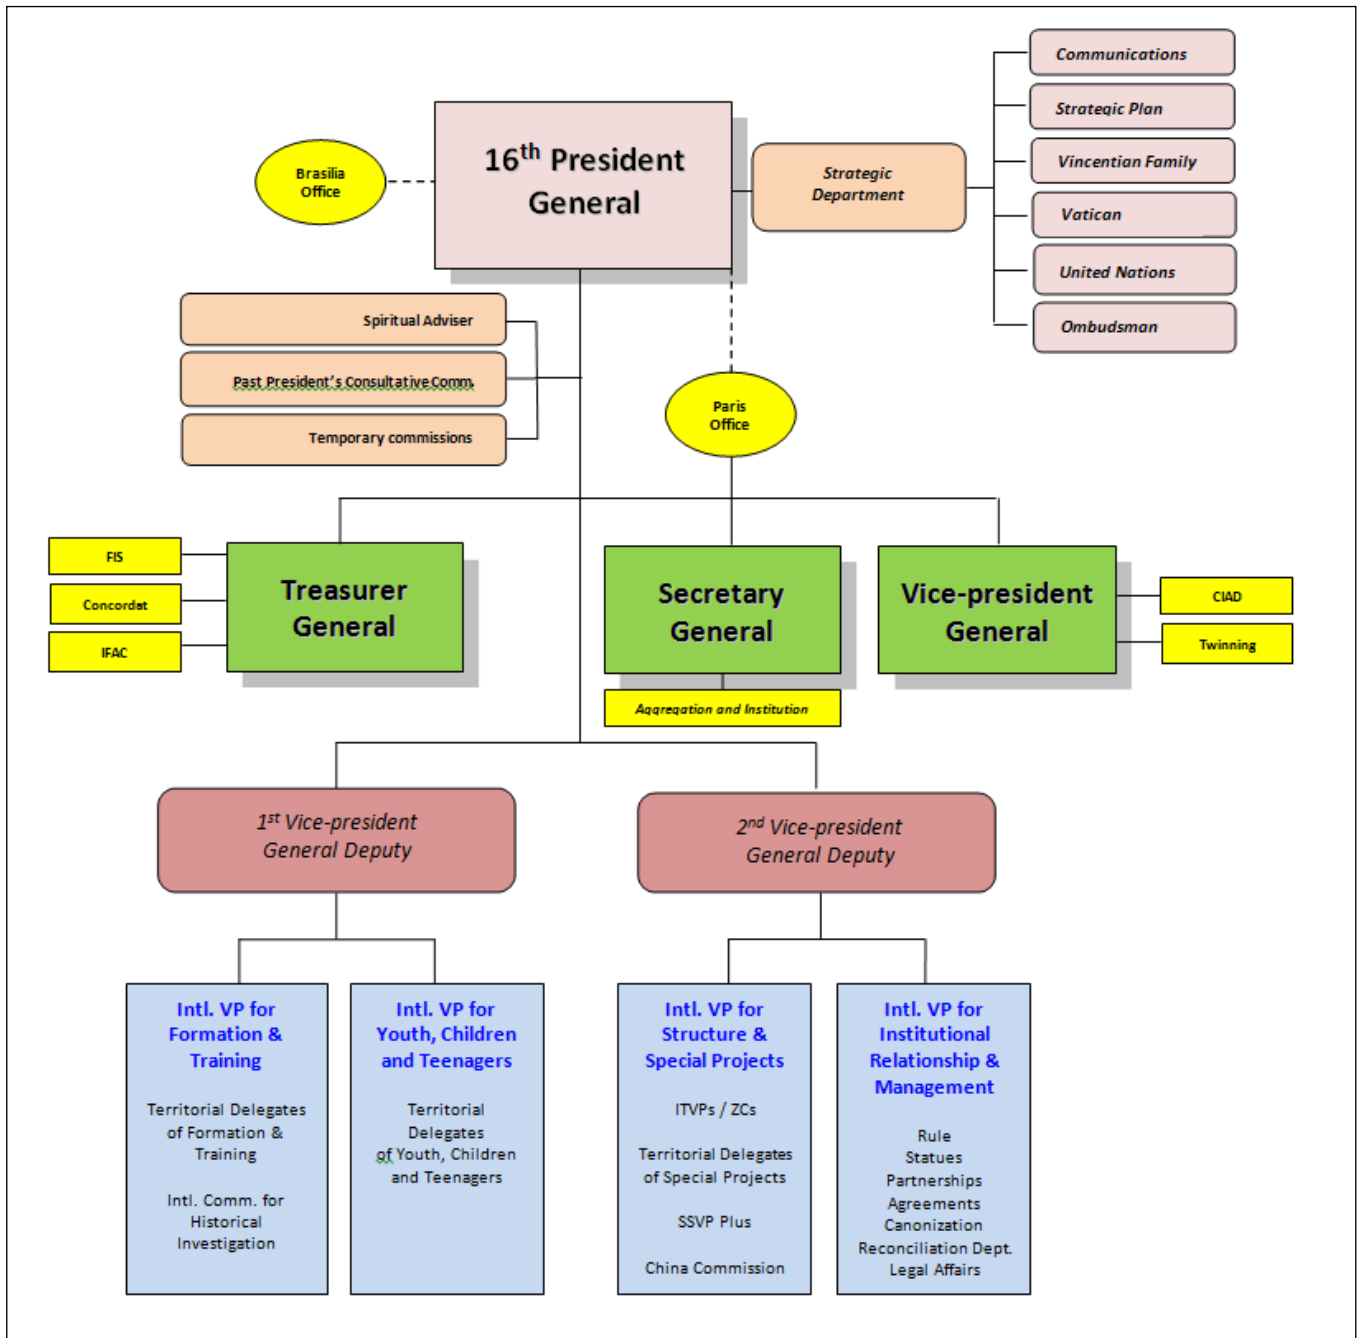 Communications
Strategic Plan
Vincentian Family
Vatican
United Nations
Ombudsman
16th President
General
Strategic
Department
Brasilia
Office
Spiritual Adviser
Past President's Consultative Comm.
Temporary commissions
Paris
Office
FIS
Concordat
IFAC
Treasurer
General
Secretary
General
Aggregation and Institution
Vice-president
General
CIAD
Twinning
1st Vice-president
General Deputy
2nd Vice-president
General Deputy
Intl. VP for
Formation &
Training
Territorial Delegates
of Formation &
Training
Intl. Comm. for
Historical
Investigation
Intl. VP for
Youth, Children
and Teenagers
Territorial
Delegates
of Youth, Children
and Teenagers
Intl. VP for
Structure &
Special Projects
ITVPs / ZCs
Territorial Delegates
of Special Projects
SSVP Plus
China Commission
Intl. VP for
Institutional
Relationship &
Management
Rule
Statues
Partnerships
Agreements
Canonization
Reconciliation Dept.
Legal Affairs